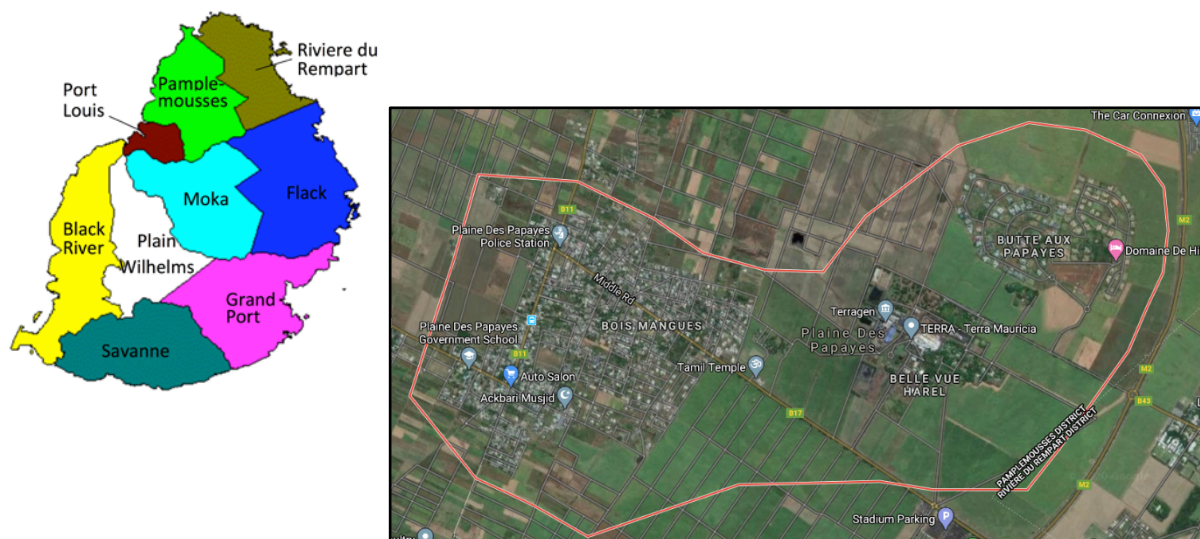 Riviere du
Rempart
Pample-
mousses
Port
Louis
Moka
Flack
Black
River
Plain
Wilhelms
Grand
Port
Savanne
The Car Connexion
M2
B11
Plaine Des Papayes
Police Station
BUTTE AUX
PAPAYES
Domaine De Hi
Middle Rd
Terragen
BOIS MANGUES
TERRA - Terra Mauricia
Plaine Des
Papayes
Plaine Des Papayes
Government School
B11
Tamil Temple
Auto Salon
BELLE VUE
HAREL
M2
Ackbari Musjid
B17
B43
PAMPLEMOUSSES DISTRICT
RIVIÈRE DU REMPART DISTRICT
M2
Stadium Parking
P